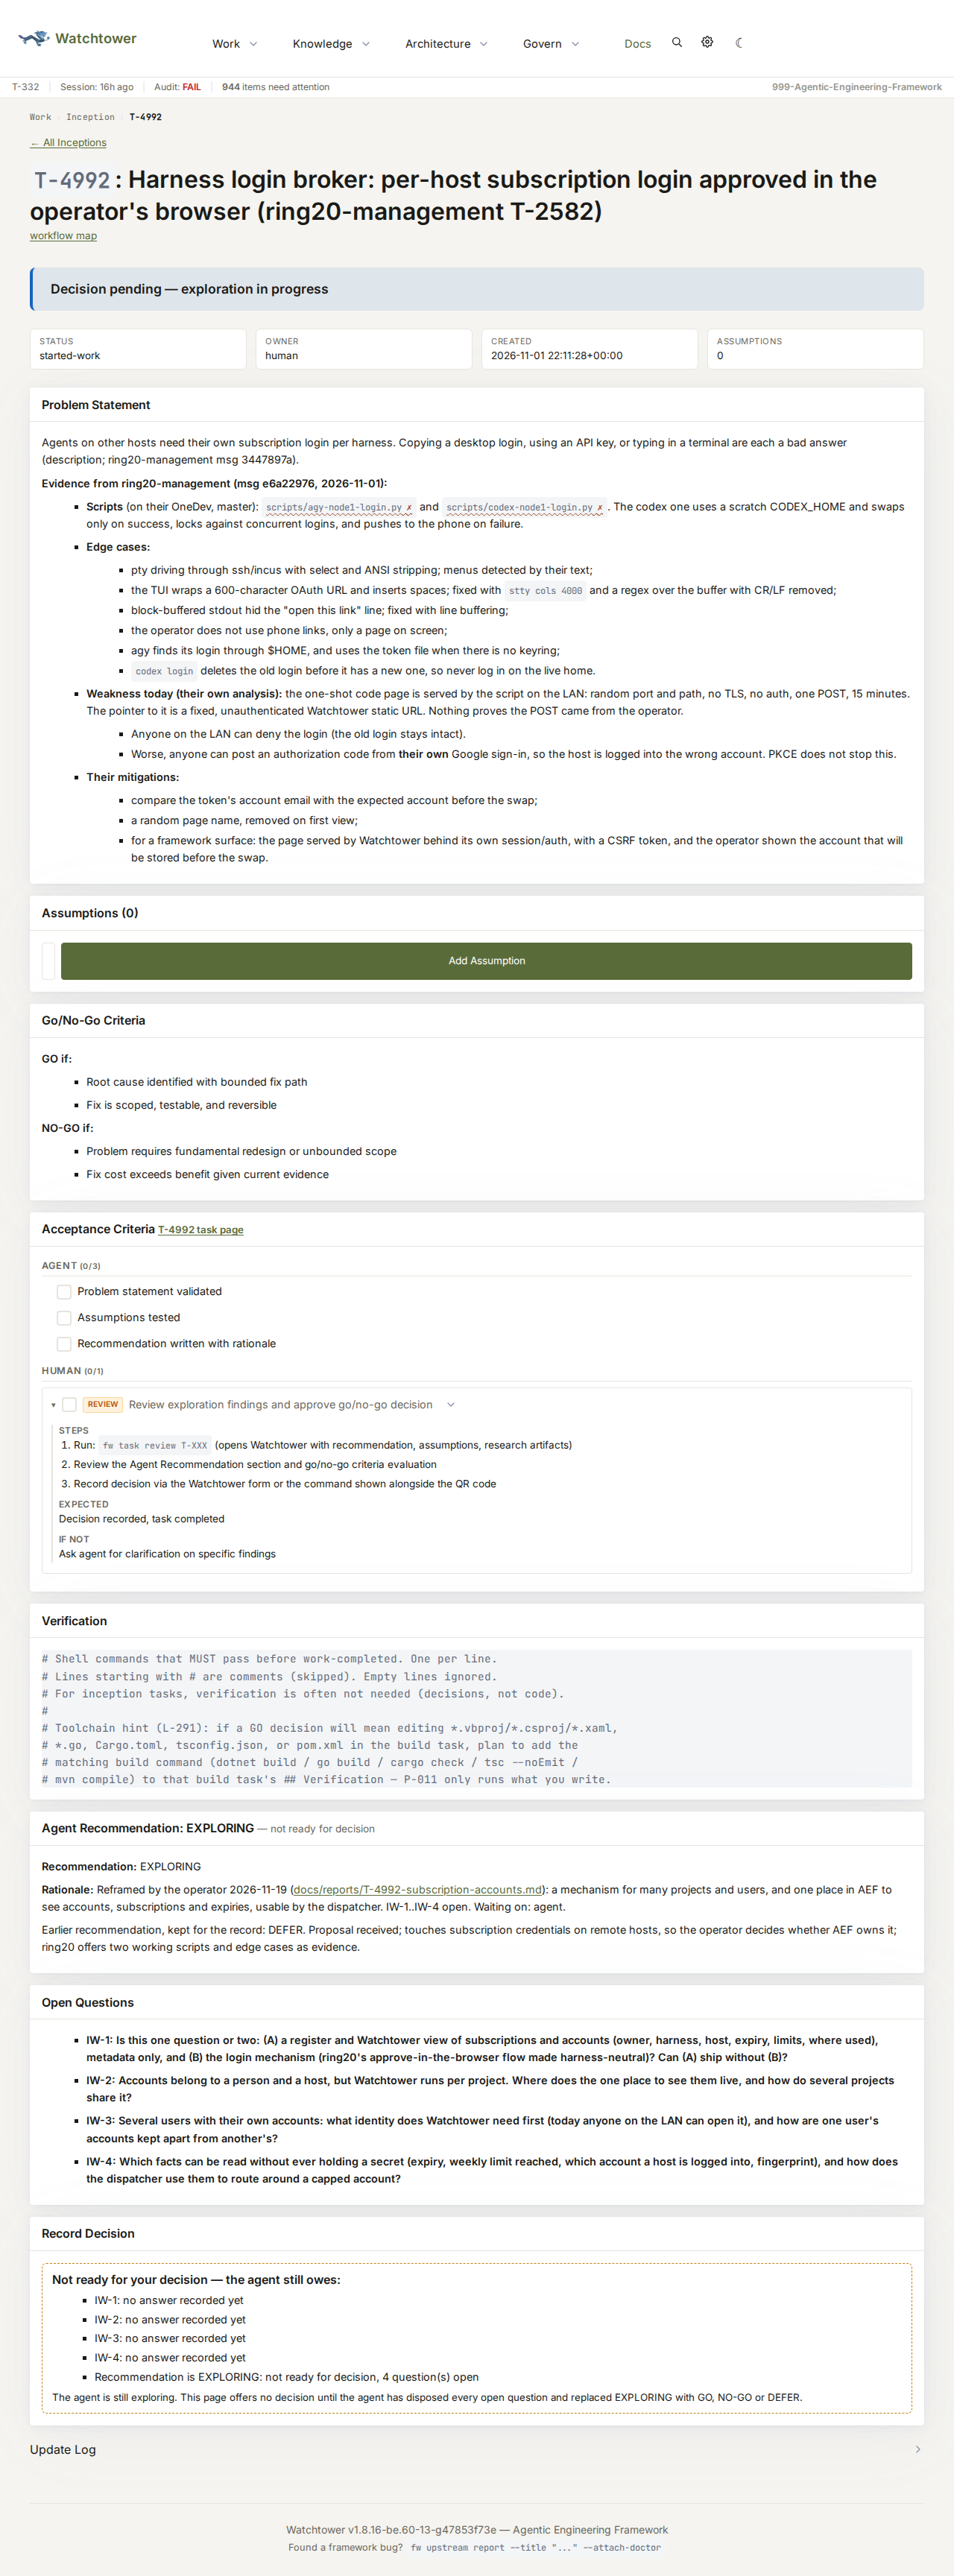 Watchtower
Work
Knowledge
Architecture
Govern
Docs
T-332
Session: 16h ago
Audit: FAIL
944 items need attention
999-Agentic-Engineering-Framework
Work
Inception
T-4992
← All Inceptions
T-4992 : Harness login broker: per-host subscription login approved in the
operator's browser (ring20-management T-2582)
workflow map
Decision pending — exploration in progress
STATUS
started-work
OWNER
human
CREATED
2026-11-01 22:11:28+00:00
ASSUMPTIONS
0
Problem Statement
Agents on other hosts need their own subscription login per harness. Copying a desktop login, using an API key, or typing in a terminal are each a bad answer
(description; ring20-management msg 3447897a).
Evidence from ring20-management (msg e6a22976, 2026-11-01):
Scripts (on their OneDev, master): scripts/agy-node1-login.py ✗ and scripts/codex-node1-login.py ✗ . The codex one uses a scratch CODEX_HOME and swaps
only on success, locks against concurrent logins, and pushes to the phone on failure.
Edge cases:
pty driving through ssh/incus with select and ANSI stripping; menus detected by their text;
the TUI wraps a 600-character OAuth URL and inserts spaces; fixed with stty cols 4000 and a regex over the buffer with CR/LF removed;
block-buffered stdout hid the "open this link" line; fixed with line buffering;
the operator does not use phone links, only a page on screen;
agy finds its login through $HOME, and uses the token file when there is no keyring;
codex login deletes the old login before it has a new one, so never log in on the live home.
Weakness today (their own analysis): the one-shot code page is served by the script on the LAN: random port and path, no TLS, no auth, one POST, 15 minutes.
The pointer to it is a fixed, unauthenticated Watchtower static URL. Nothing proves the POST came from the operator.
Anyone on the LAN can deny the login (the old login stays intact).
Worse, anyone can post an authorization code from their own Google sign-in, so the host is logged into the wrong account. PKCE does not stop this.
Their mitigations:
compare the token's account email with the expected account before the swap;
a random page name, removed on first view;
for a framework surface: the page served by Watchtower behind its own session/auth, with a CSRF token, and the operator shown the account that will
be stored before the swap.
Assumptions (0)
Add Assumption
Go/No-Go Criteria
GO if:
Root cause identified with bounded fix path
Fix is scoped, testable, and reversible
NO-GO if:
Problem requires fundamental redesign or unbounded scope
Fix cost exceeds benefit given current evidence
Acceptance Criteria T-4992 task page
AGENT (0/3)
Problem statement validated
Assumptions tested
Recommendation written with rationale
HUMAN (0/1)
REVIEW Review exploration findings and approve go/no-go decision
STEPS
1. Run: fw task review T-XXX (opens Watchtower with recommendation, assumptions, research artifacts)
2. Review the Agent Recommendation section and go/no-go criteria evaluation
3. Record decision via the Watchtower form or the command shown alongside the QR code
EXPECTED
Decision recorded, task completed
IF NOT
Ask agent for clarification on specific findings
Verification
# Shell commands that MUST pass before work-completed. One per line.
# Lines starting with # are comments (skipped). Empty lines ignored.
# For inception tasks, verification is often not needed (decisions, not code).
#
# Toolchain hint (L-291): if a GO decision will mean editing *.vbproj/*.csproj/*.xaml,
# *.go, Cargo.toml, tsconfig.json, or pom.xml in the build task, plan to add the
# matching build command (dotnet build / go build / cargo check / tsc --noEmit /
# mvn compile) to that build task's ## Verification — P-011 only runs what you write.
Agent Recommendation: EXPLORING — not ready for decision
Recommendation: EXPLORING
Rationale: Reframed by the operator 2026-11-19 (docs/reports/T-4992-subscription-accounts.md): a mechanism for many projects and users, and one place in AEF to
see accounts, subscriptions and expiries, usable by the dispatcher. IW-1..IW-4 open. Waiting on: agent.
Earlier recommendation, kept for the record: DEFER. Proposal received; touches subscription credentials on remote hosts, so the operator decides whether AEF owns it;
ring20 offers two working scripts and edge cases as evidence.
Open Questions
IW-1: Is this one question or two: (A) a register and Watchtower view of subscriptions and accounts (owner, harness, host, expiry, limits, where used),
metadata only, and (B) the login mechanism (ring20's approve-in-the-browser flow made harness-neutral)? Can (A) ship without (B)?
IW-2: Accounts belong to a person and a host, but Watchtower runs per project. Where does the one place to see them live, and how do several projects
share it?
IW-3: Several users with their own accounts: what identity does Watchtower need first (today anyone on the LAN can open it), and how are one user's
accounts kept apart from another's?
IW-4: Which facts can be read without ever holding a secret (expiry, weekly limit reached, which account a host is logged into, fingerprint), and how does
the dispatcher use them to route around a capped account?
Record Decision
Not ready for your decision — the agent still owes:
IW-1: no answer recorded yet
IW-2: no answer recorded yet
IW-3: no answer recorded yet
IW-4: no answer recorded yet
Recommendation is EXPLORING: not ready for decision, 4 question(s) open
The agent is still exploring. This page offers no decision until the agent has disposed every open question and replaced EXPLORING with GO, NO-GO or DEFER.
Update Log
Watchtower v1.8.16-be.60-13-g47853f73e — Agentic Engineering Framework
Found a framework bug? fw upstream report --title "..." --attach-doctor